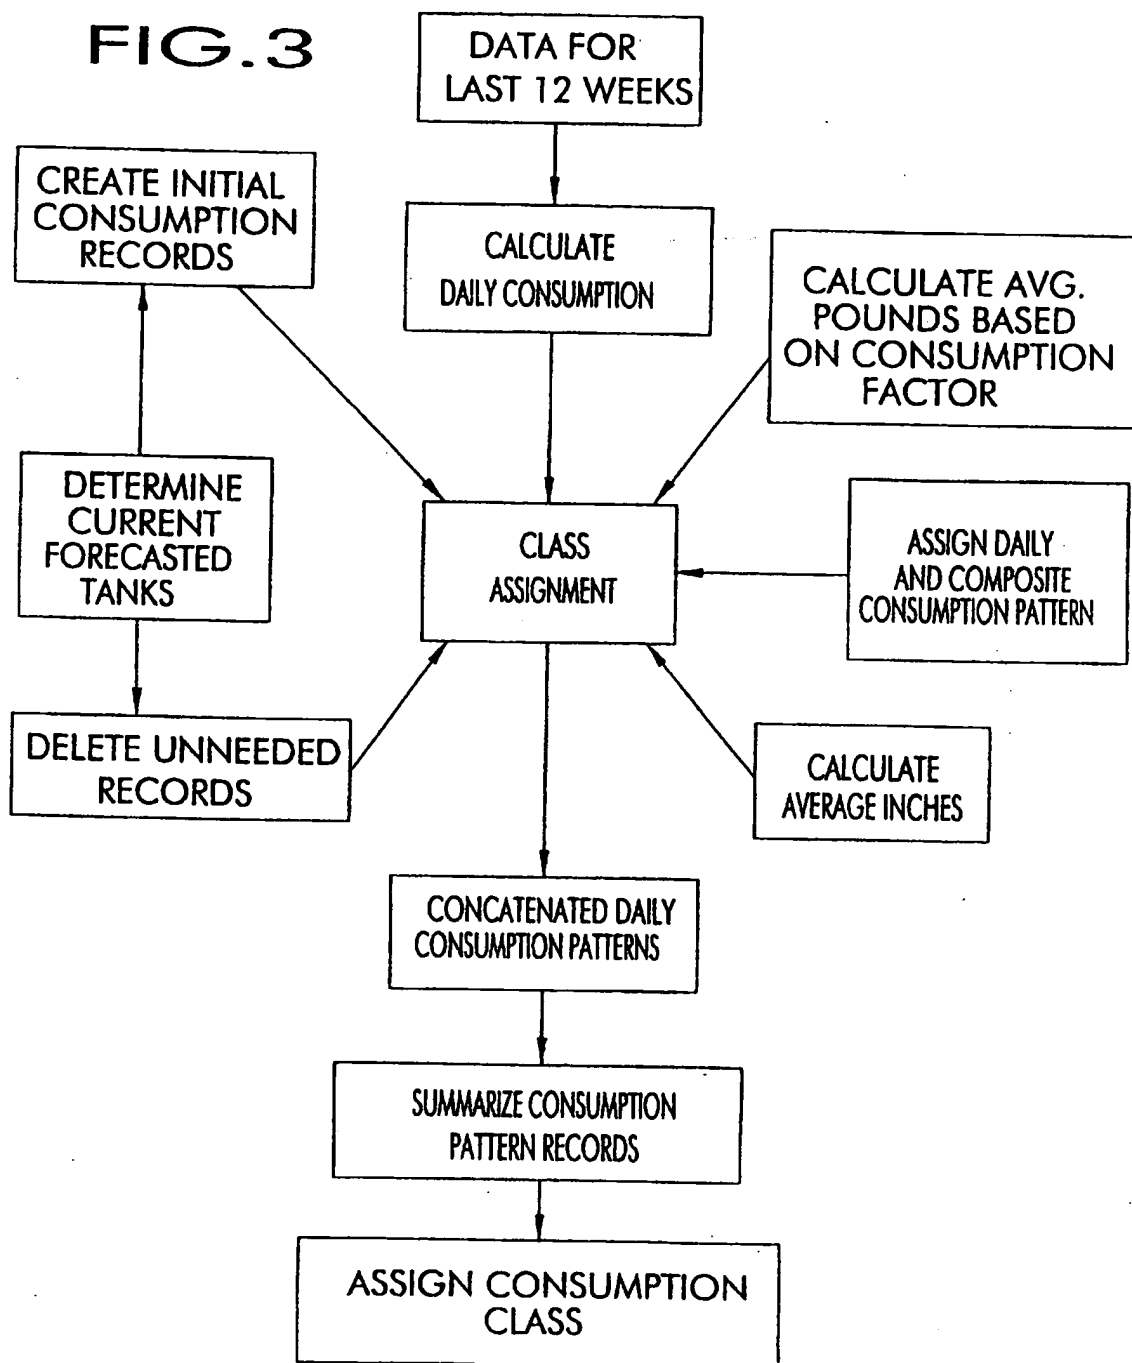 FIG.3
DATA FOR
LAST 12 WEEKS
CREATE INITIAL
CONSUMPTION
RECORDS
CALCULATE
DAILY CONSUMPTION
CALCULATE AVG.
POUNDS BASED
ON CONSUMPTION
FACTOR
DETERMINE
CURRENT
FORECASTED
TANKS
CLASS
ASSIGNMENT
ASSIGN DAILY
AND COMPOSITE
CONSUMPTION PATTERN
DELETE UNNEEDED
RECORDS
CALCULATE
AVERAGE INCHES
CONCATENATED DAILY
CONSUMPTION PATTERNS
SUMMARIZE CONSUMPTION
PATTERN RECORDS
ASSIGN CONSUMPTION
CLASS